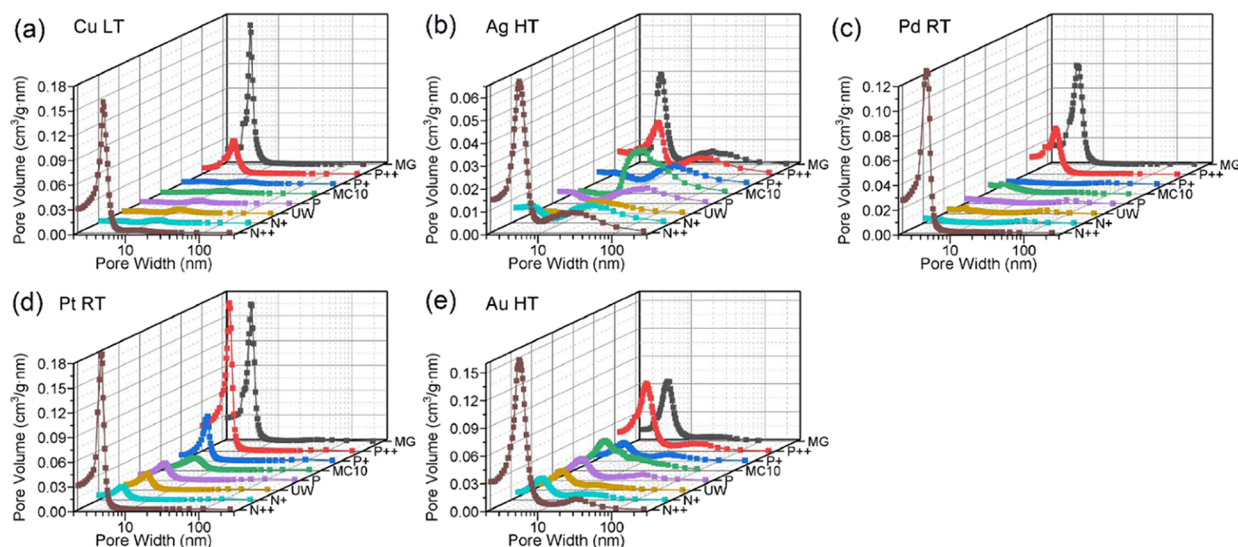 (a) Cu LT
Pore Volume (cm³/g·nm)
0.18
0.15
0.12
0.09
0.06
0.03
0.00
10
100
Pore Width (nm)
MG
P++
P+
MC10
P
UW
N+
N++
(b) Ag HT
Pore Volume (cm³/g·nm)
0.06
0.05
0.04
0.03
0.02
0.01
0.00
10
100
Pore Width (nm)
MG
P++
P+
MC10
P
UW
N+
N++
(c) Pd RT
Pore Volume (cm³/g·nm)
0.12
0.10
0.08
0.06
0.04
0.02
0.00
10
100
Pore Width (nm)
MG
P++
P+
MC10
P
UW
N+
N++
(d) Pt RT
Pore Volume (cm³/g·nm)
0.18
0.15
0.12
0.09
0.06
0.03
0.00
10
100
Pore Width (nm)
MG
P++
P+
MC10
P
UW
N+
N++
(e) Au HT
Pore Volume (cm³/g·nm)
0.15
0.12
0.09
0.06
0.03
0.00
10
100
Pore Width (nm)
MG
P++
P+
MC10
P
UW
N+
N++